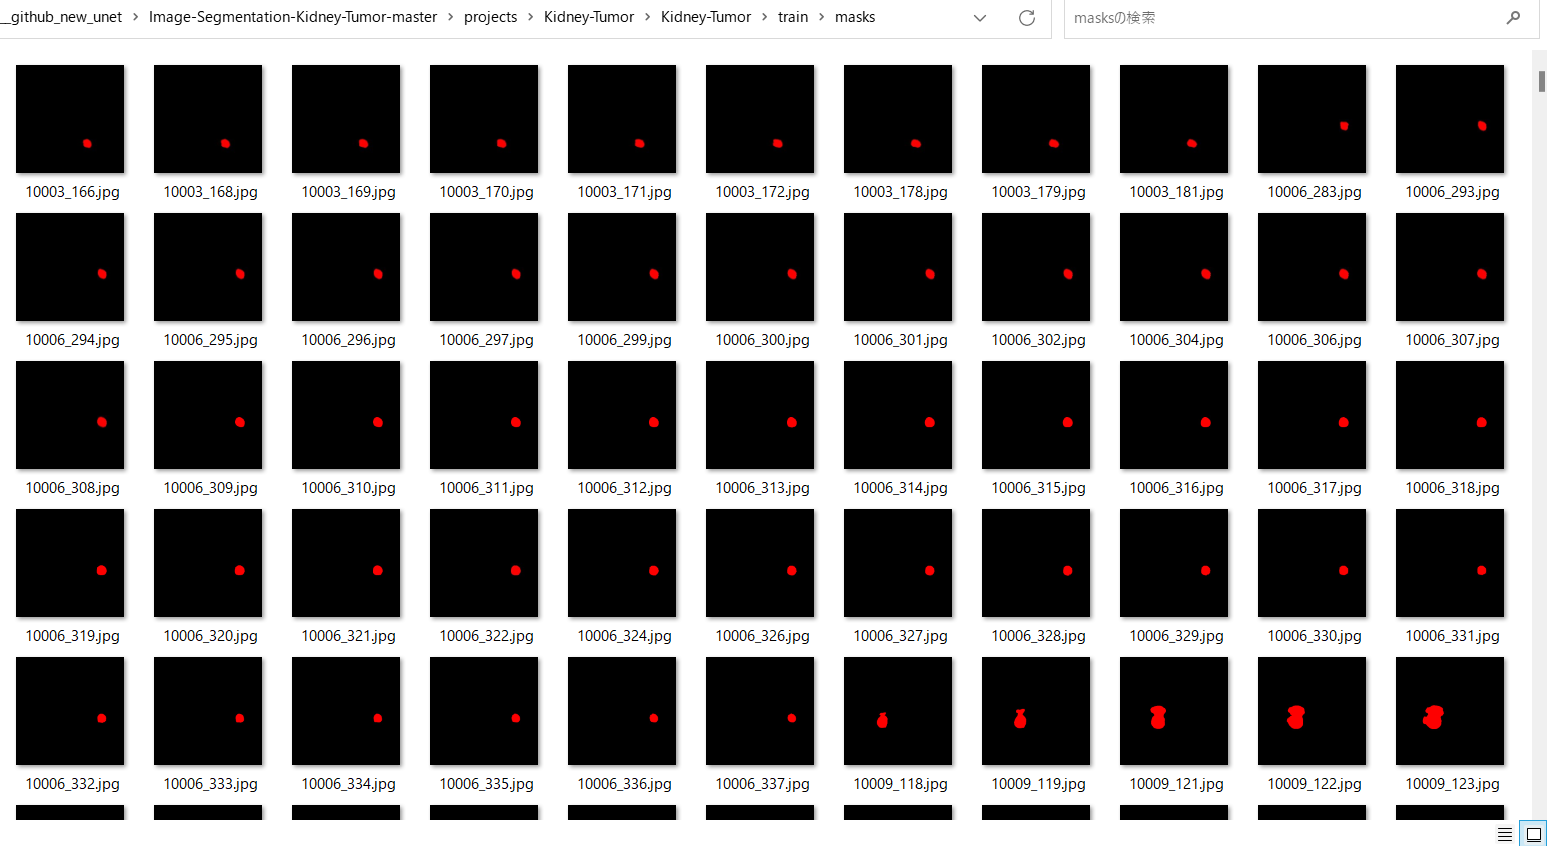 _github_new_unet > Image-Segmentation-Kidney-Tumor-master > projects > Kidney-Tumor > Kidney-Tumor > train > masks
masksの検索
10003_166.jpg 10003_168.jpg 10003_169.jpg 10003_170.jpg 10003_171.jpg 10003_172.jpg 10003_178.jpg 10003_179.jpg 10003_181.jpg 10006_283.jpg 10006_293.jpg
10006_294.jpg 10006_295.jpg 10006_296.jpg 10006_297.jpg 10006_299.jpg 10006_300.jpg 10006_301.jpg 10006_302.jpg 10006_304.jpg 10006_306.jpg 10006_307.jpg
10006_308.jpg 10006_309.jpg 10006_310.jpg 10006_311.jpg 10006_312.jpg 10006_313.jpg 10006_314.jpg 10006_315.jpg 10006_316.jpg 10006_317.jpg 10006_318.jpg
10006_319.jpg 10006_320.jpg 10006_321.jpg 10006_322.jpg 10006_324.jpg 10006_326.jpg 10006_327.jpg 10006_328.jpg 10006_329.jpg 10006_330.jpg 10006_331.jpg
10006_332.jpg 10006_333.jpg 10006_334.jpg 10006_335.jpg 10006_336.jpg 10006_337.jpg 10009_118.jpg 10009_119.jpg 10009_121.jpg 10009_122.jpg 10009_123.jpg